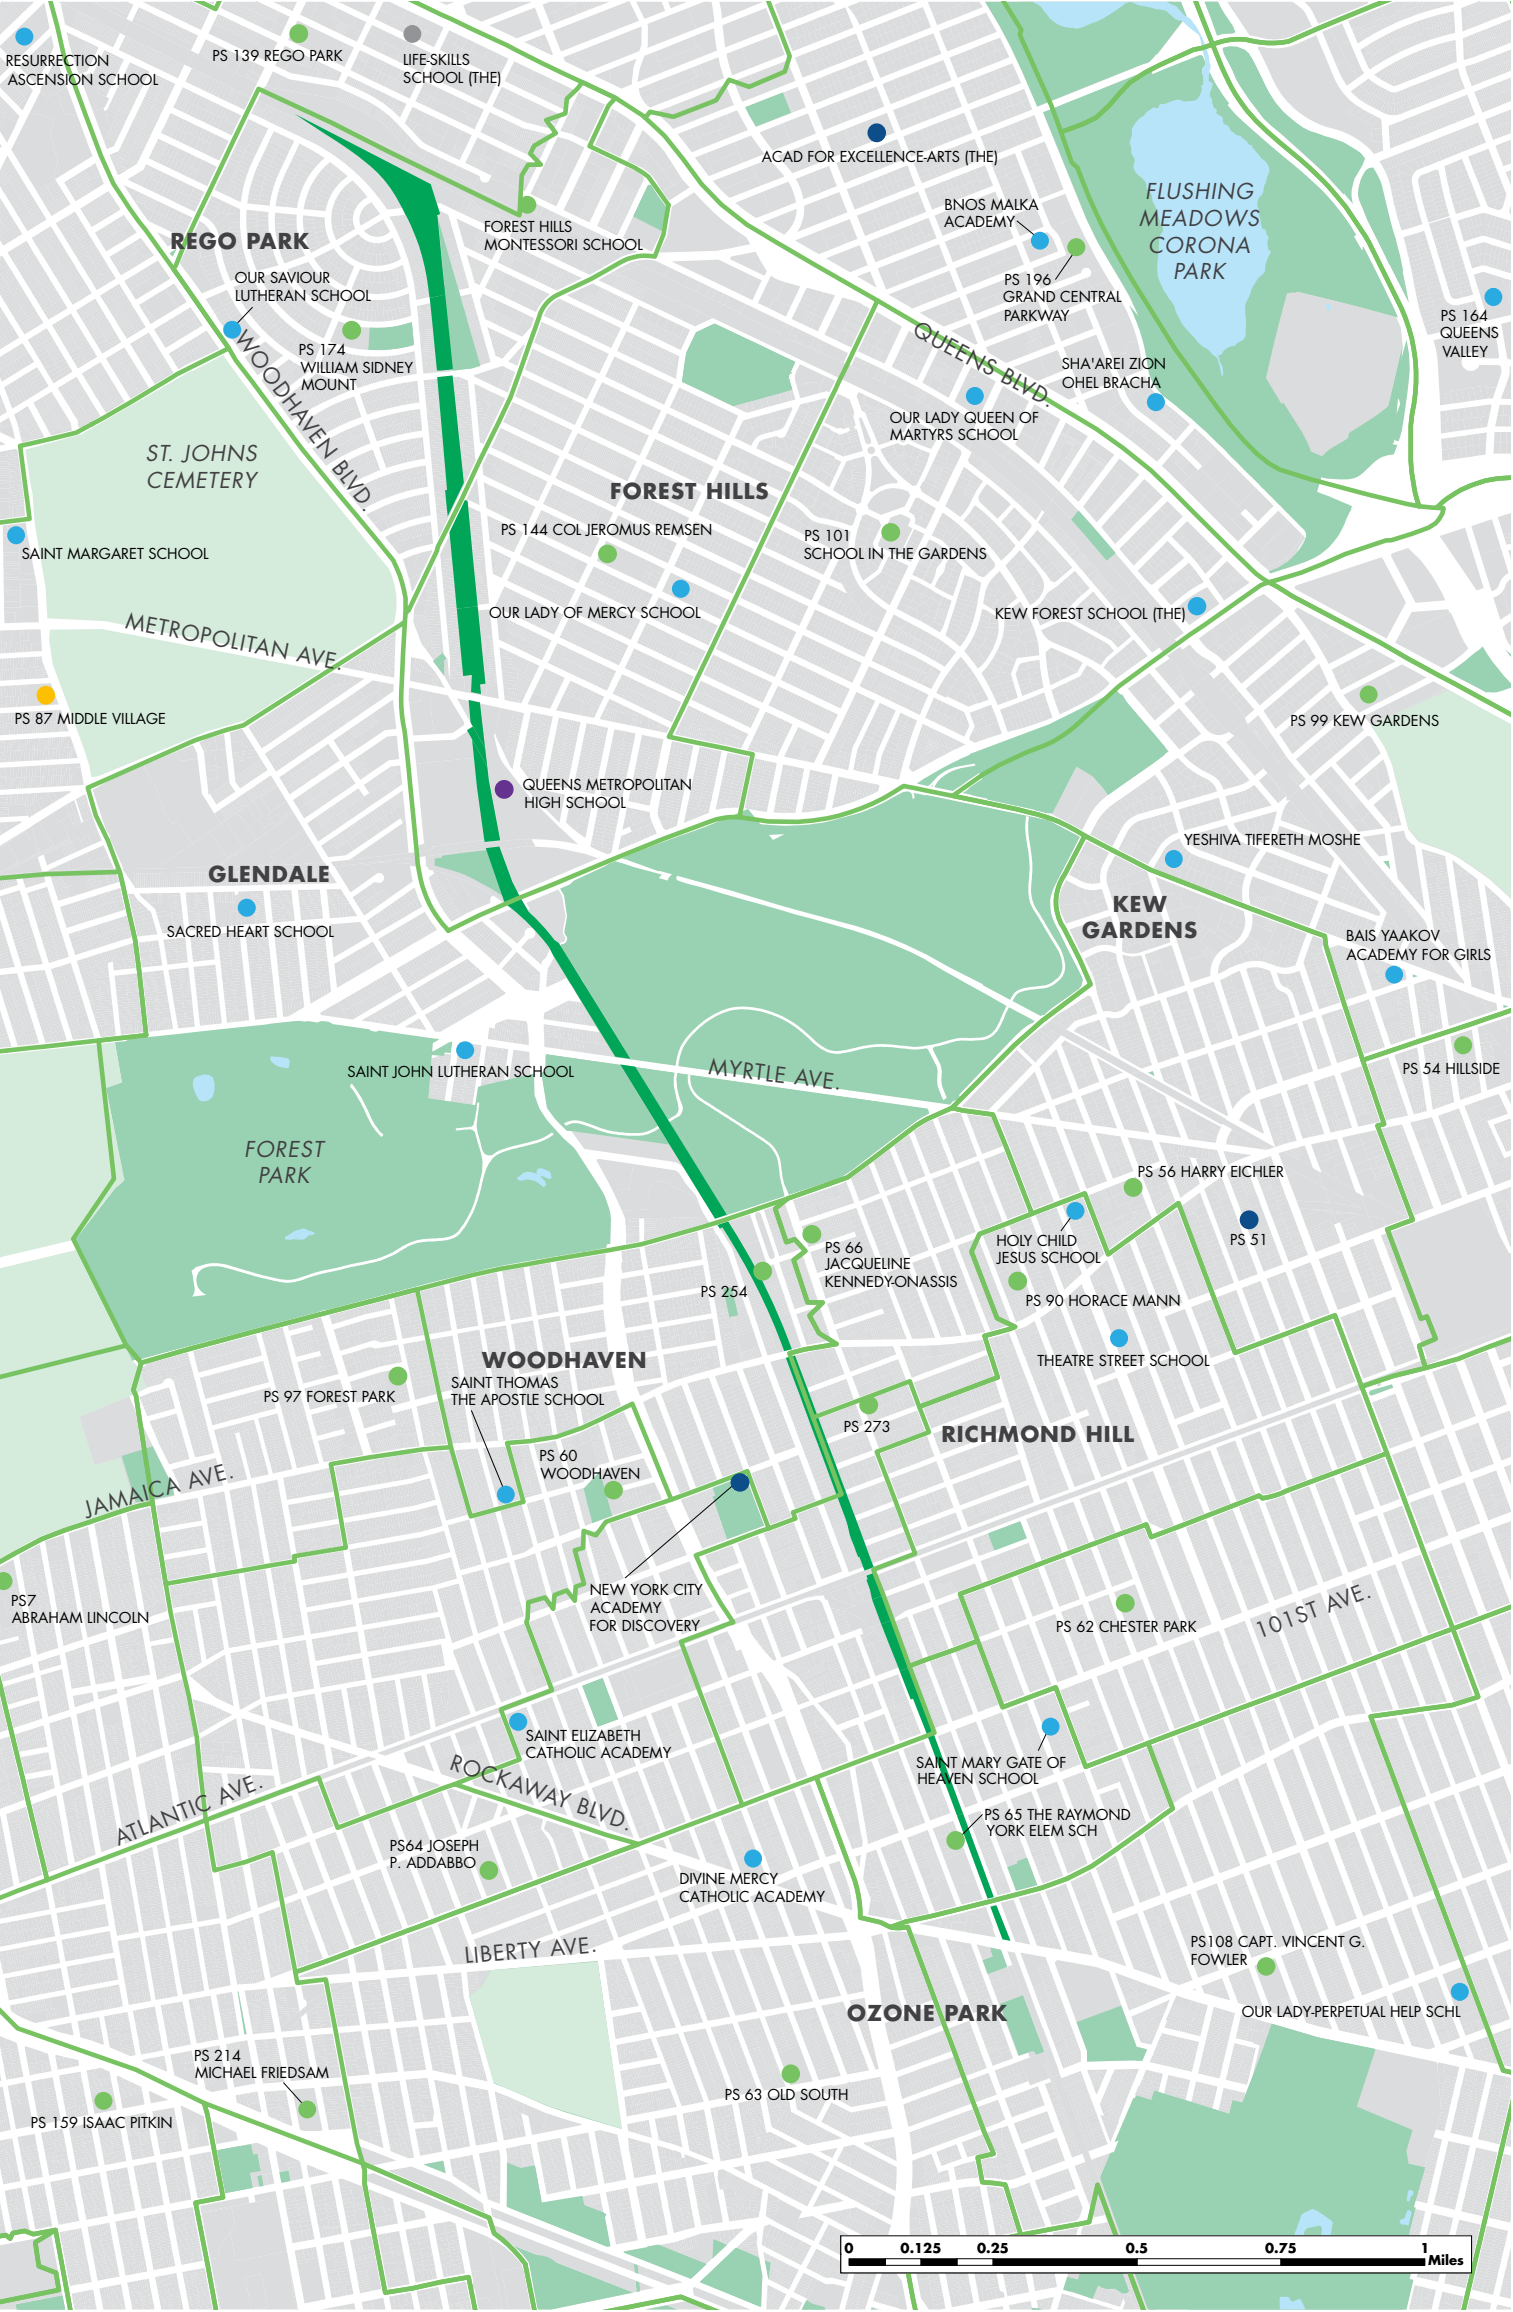 RESURRECTION
ASCENSION SCHOOL
PS 139 REGO PARK
LIFE-SKILLS
SCHOOL (THE)
ACAD FOR EXCELLENCE-ARTS (THE)
FLUSHING
MEADOWS
CORONA
PARK
BNOS MALKA
ACADEMY
FOREST HILLS
MONTESSORI SCHOOL
REGO PARK
OUR SAVIOUR
LUTHERAN SCHOOL
PS 196
GRAND CENTRAL
PARKWAY
PS 164
QUEENS
VALLEY
WOODHAVEN BLVD.
PS 174
WILLIAM SIDNEY
MOUNT
QUEENS BLVD.
SHA'AREI ZION
OHEL BRACHA
OUR LADY QUEEN OF
MARTYRS SCHOOL
ST. JOHNS
CEMETERY
FOREST HILLS
PS 144 COL JEROMUS REMSEN
PS 101
SCHOOL IN THE GARDENS
SAINT MARGARET SCHOOL
OUR LADY OF MERCY SCHOOL
KEW FOREST SCHOOL (THE)
METROPOLITAN AVE.
PS 87 MIDDLE VILLAGE
PS 99 KEW GARDENS
QUEENS METROPOLITAN
HIGH SCHOOL
YESHIVA TIFERETH MOSHE
GLENDALE
KEW
GARDENS
SACRED HEART SCHOOL
BAIS YAAKOV
ACADEMY FOR GIRLS
SAINT JOHN LUTHERAN SCHOOL
MYRTLE AVE.
PS 54 HILLSIDE
FOREST
PARK
PS 56 HARRY EICHLER
PS 51
HOLY CHILD
JESUS SCHOOL
PS 66
JACQUELINE
KENNEDY-ONASSIS
PS 254
PS 90 HORACE MANN
WOODHAVEN
THEATRE STREET SCHOOL
SAINT THOMAS
THE APOSTLE SCHOOL
PS 97 FOREST PARK
PS 273
RICHMOND HILL
PS 60
WOODHAVEN
JAMAICA AVE.
NEW YORK CITY
ACADEMY
FOR DISCOVERY
PS7
ABRAHAM LINCOLN
PS 62 CHESTER PARK
101ST AVE.
SAINT ELIZABETH
CATHOLIC ACADEMY
SAINT MARY GATE OF
HEAVEN SCHOOL
ROCKAWAY BLVD.
ATLANTIC AVE.
PS 65 THE RAYMOND
YORK ELEM SCH
PS64 JOSEPH
P. ADDABBO
DIVINE MERCY
CATHOLIC ACADEMY
LIBERTY AVE.
PS108 CAPT. VINCENT G.
FOWLER
OZONE PARK
OUR LADY-PERPETUAL HELP SCHL
PS 214
MICHAEL FRIEDSAM
PS 63 OLD SOUTH
PS 159 ISAAC PITKIN
0 0.125 0.25 0.5 0.75 1
Miles